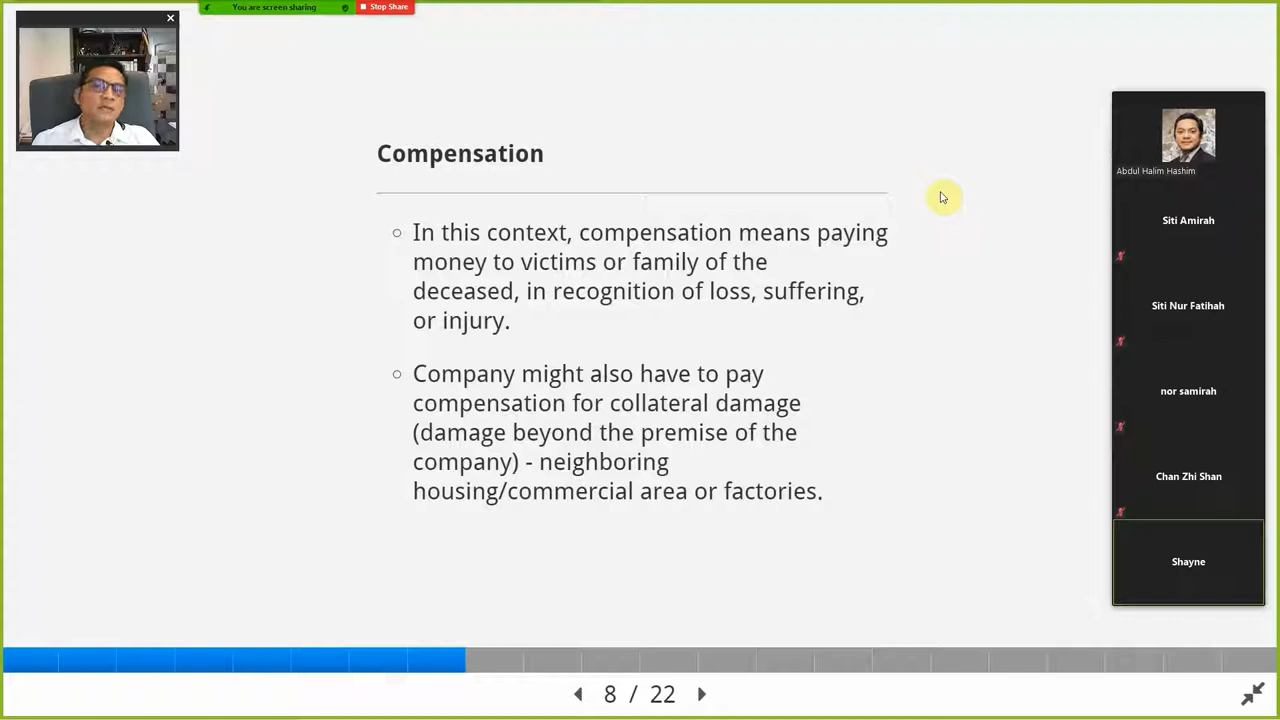 You are screen sharing
Stop Share
Compensation
In this context, compensation means paying
money to victims or family of the
deceased, in recognition of loss, suffering,
or injury.
Company might also have to pay
compensation for collateral damage
(damage beyond the premise of the
company) - neighboring
housing/commercial area or factories.
Abdul Halim Hashim
Siti Amirah
Siti Nur Fatihah
nor samirah
Chan Zhi Shan
Shayne
8 / 22